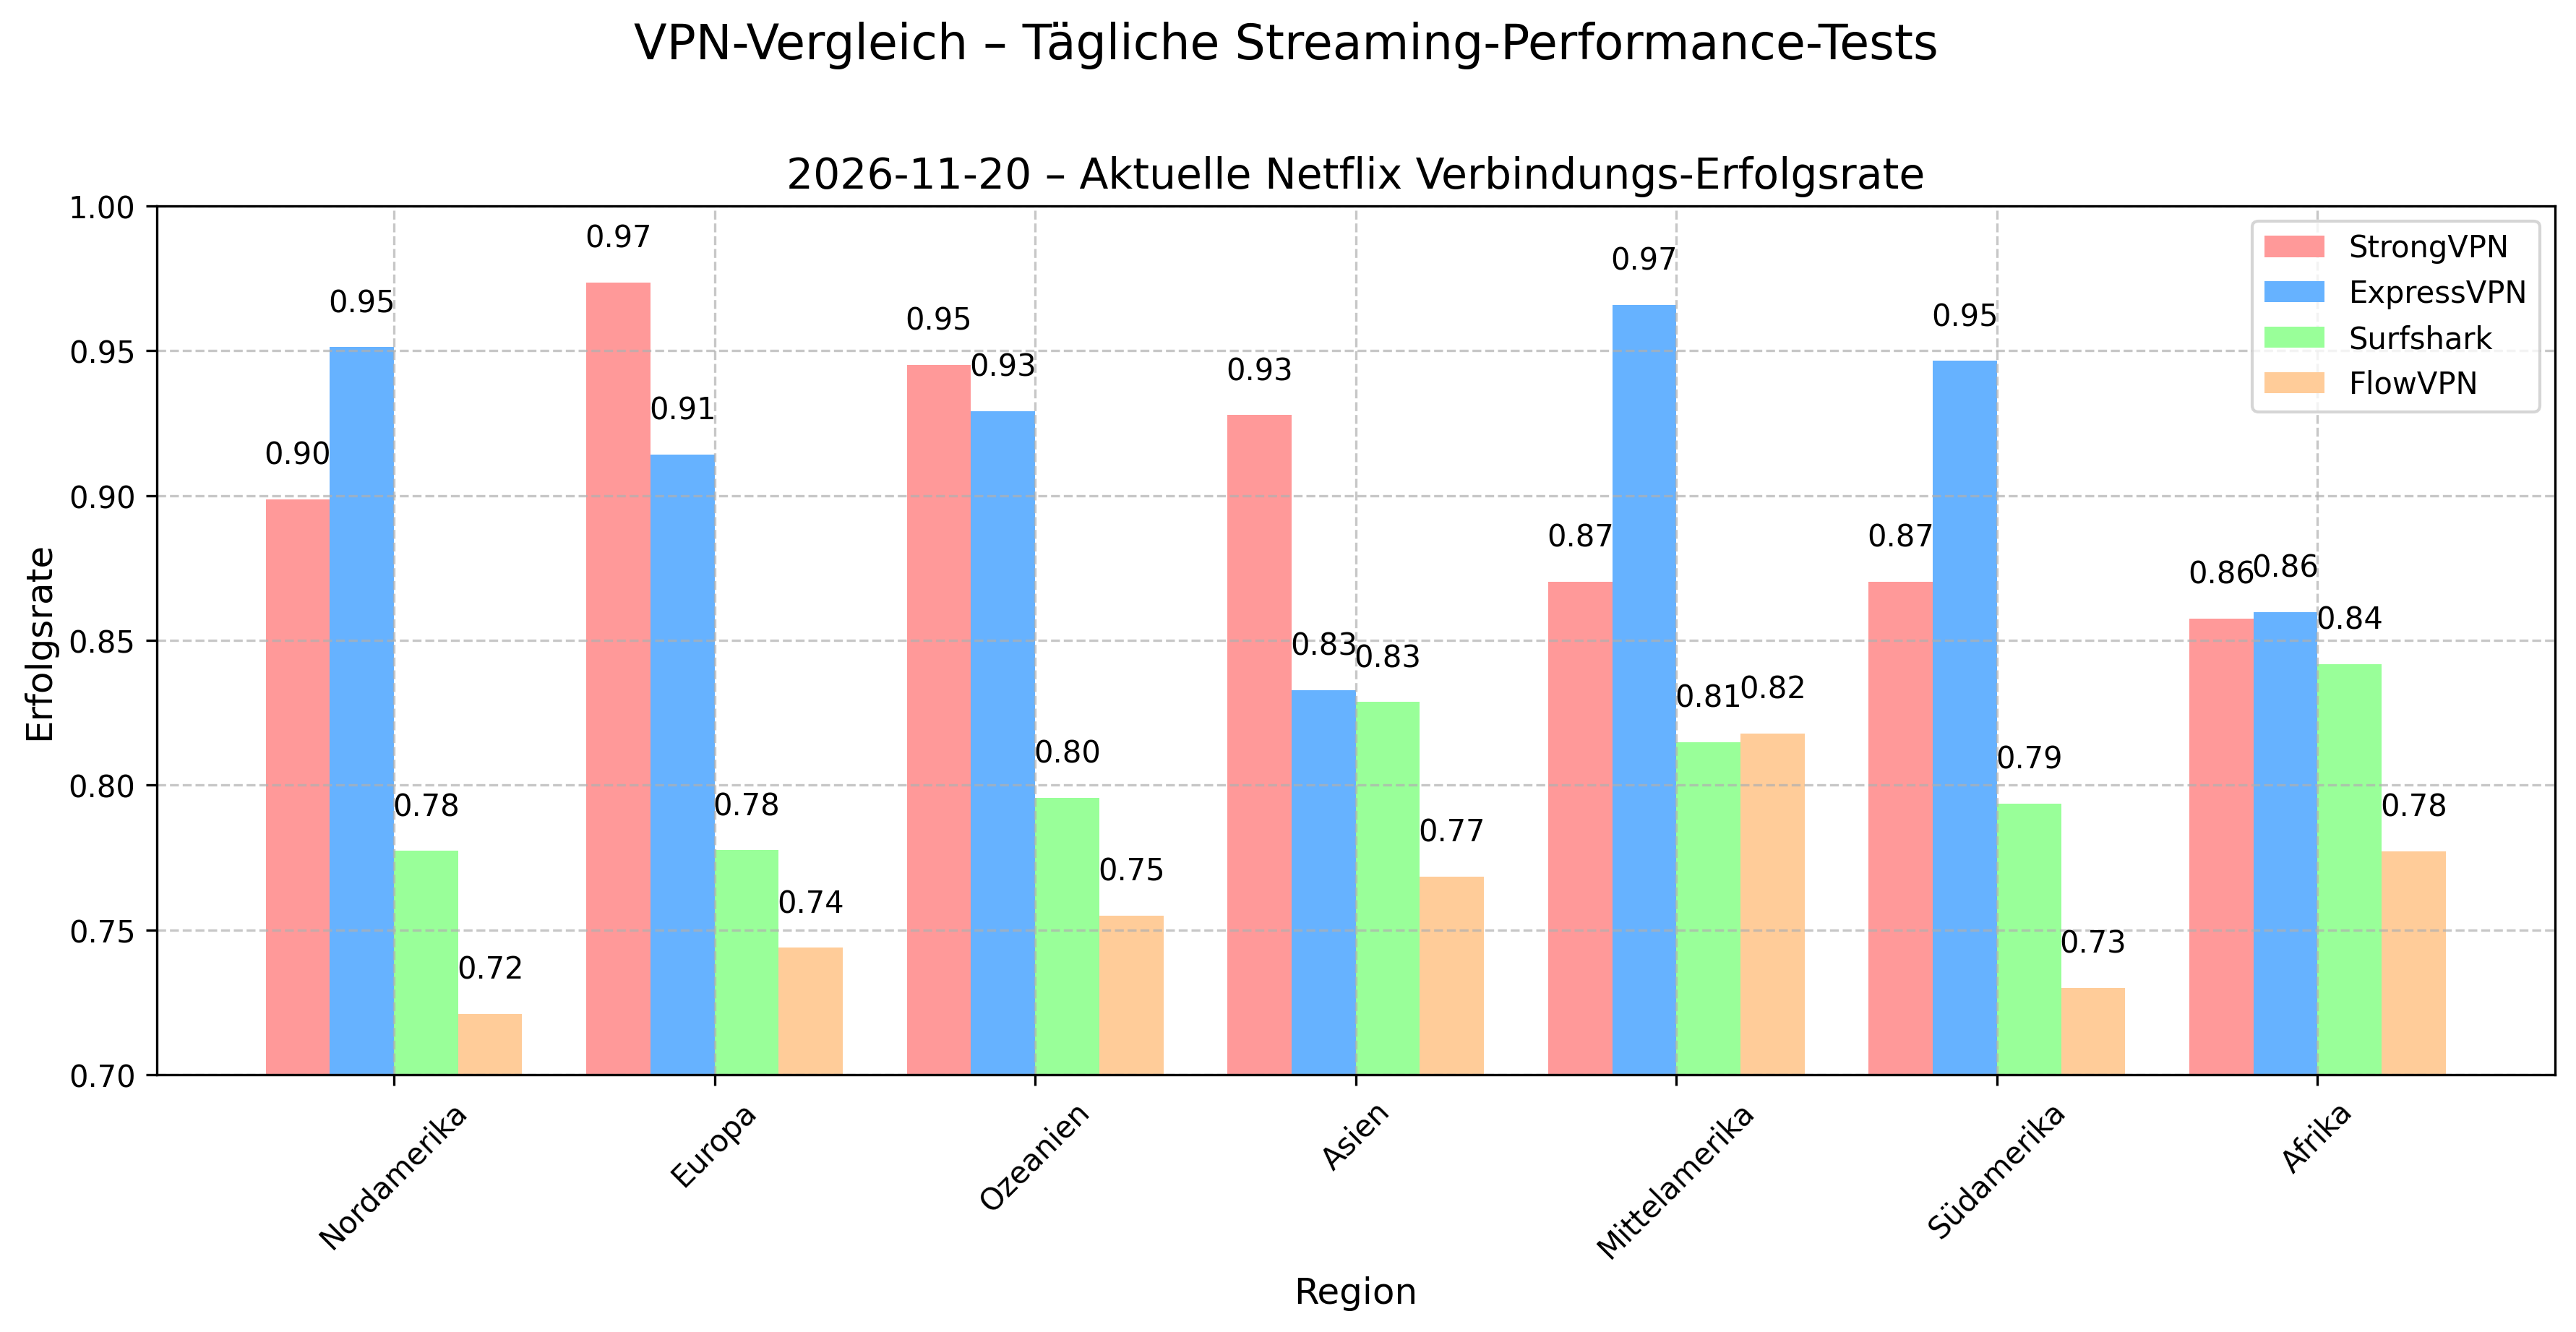 VPN-Vergleich – Tägliche Streaming-Performance-Tests
2026-11-20 – Aktuelle Netflix Verbindungs-Erfolgsrate
1.00
0.95
0.90
0.85
0.80
0.75
0.70
Erfolgsrate
StrongVPN
ExpressVPN
Surfshark
FlowVPN
0.90
0.95
0.78
0.72
0.97
0.91
0.78
0.74
0.95
0.93
0.80
0.75
0.93
0.83
0.83
0.77
0.87
0.97
0.81
0.82
0.87
0.95
0.79
0.73
0.86
0.86
0.84
0.78
Nordamerika
Europa
Ozeanien
Asien
Mittelamerika
Südamerika
Afrika
Region